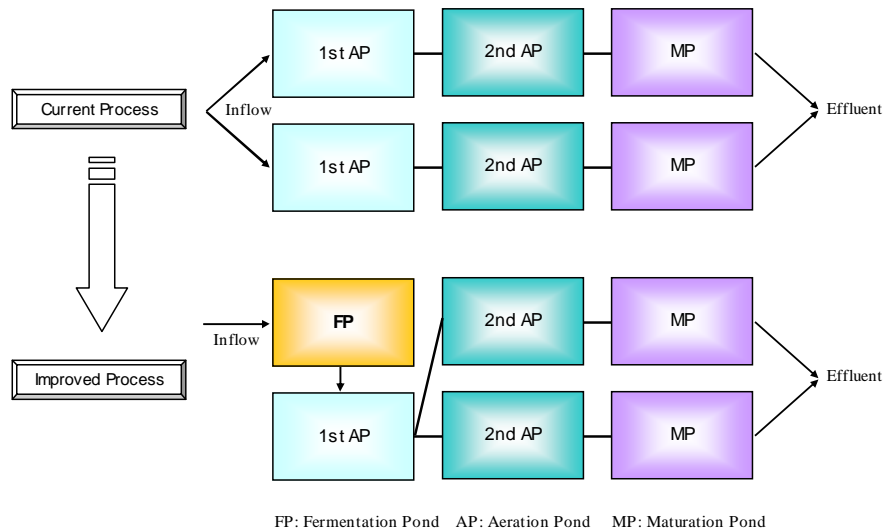 1st AP
2nd AP
MP
Current Process
Inflow
Effluent
1st AP
2nd AP
MP
FP
2nd AP
MP
Inflow
Improved Process
Effluent
1st AP
2nd AP
MP
FP: Fermentation Pond AP: Aeration Pond MP: Maturation Pond